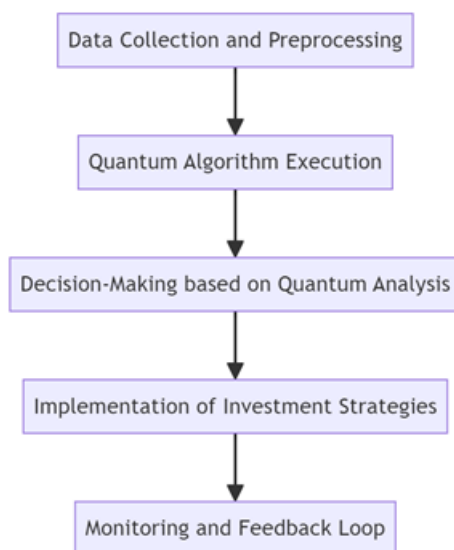 Data Collection and Preprocessing
Quantum Algorithm Execution
Decision-Making based on Quantum Analysis
Implementation of Investment Strategies
Monitoring and Feedback Loop